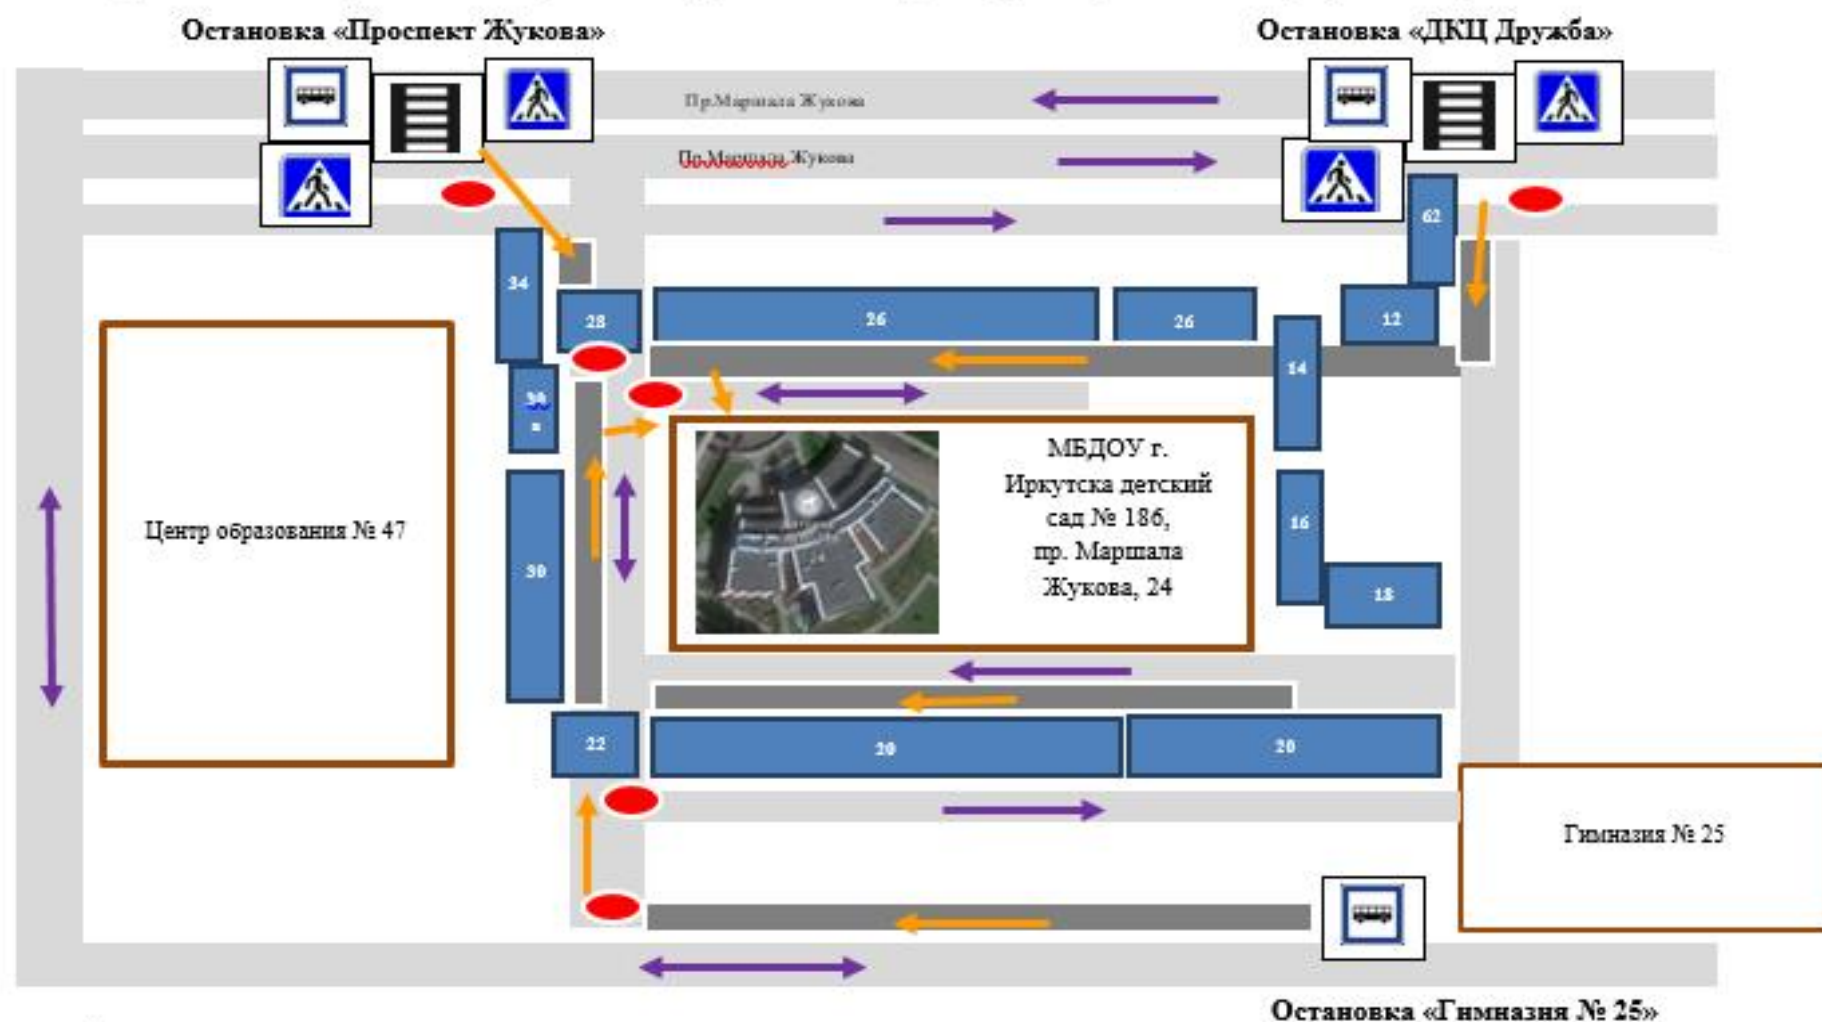 Остановка «Проспект Жукова»
Остановка «ДКЦ Дружба»
Пр.Маршала Жукова
Пр.Маршала Жукова
62
34
28
26
26
12
14
30
Центр образования № 47
МБДОУ г.
Иркутска детский
сад № 186,
пр. Маршала
Жукова, 24
16
30
18
22
20
20
Гимназия № 25
Остановка «Гимназия № 25»